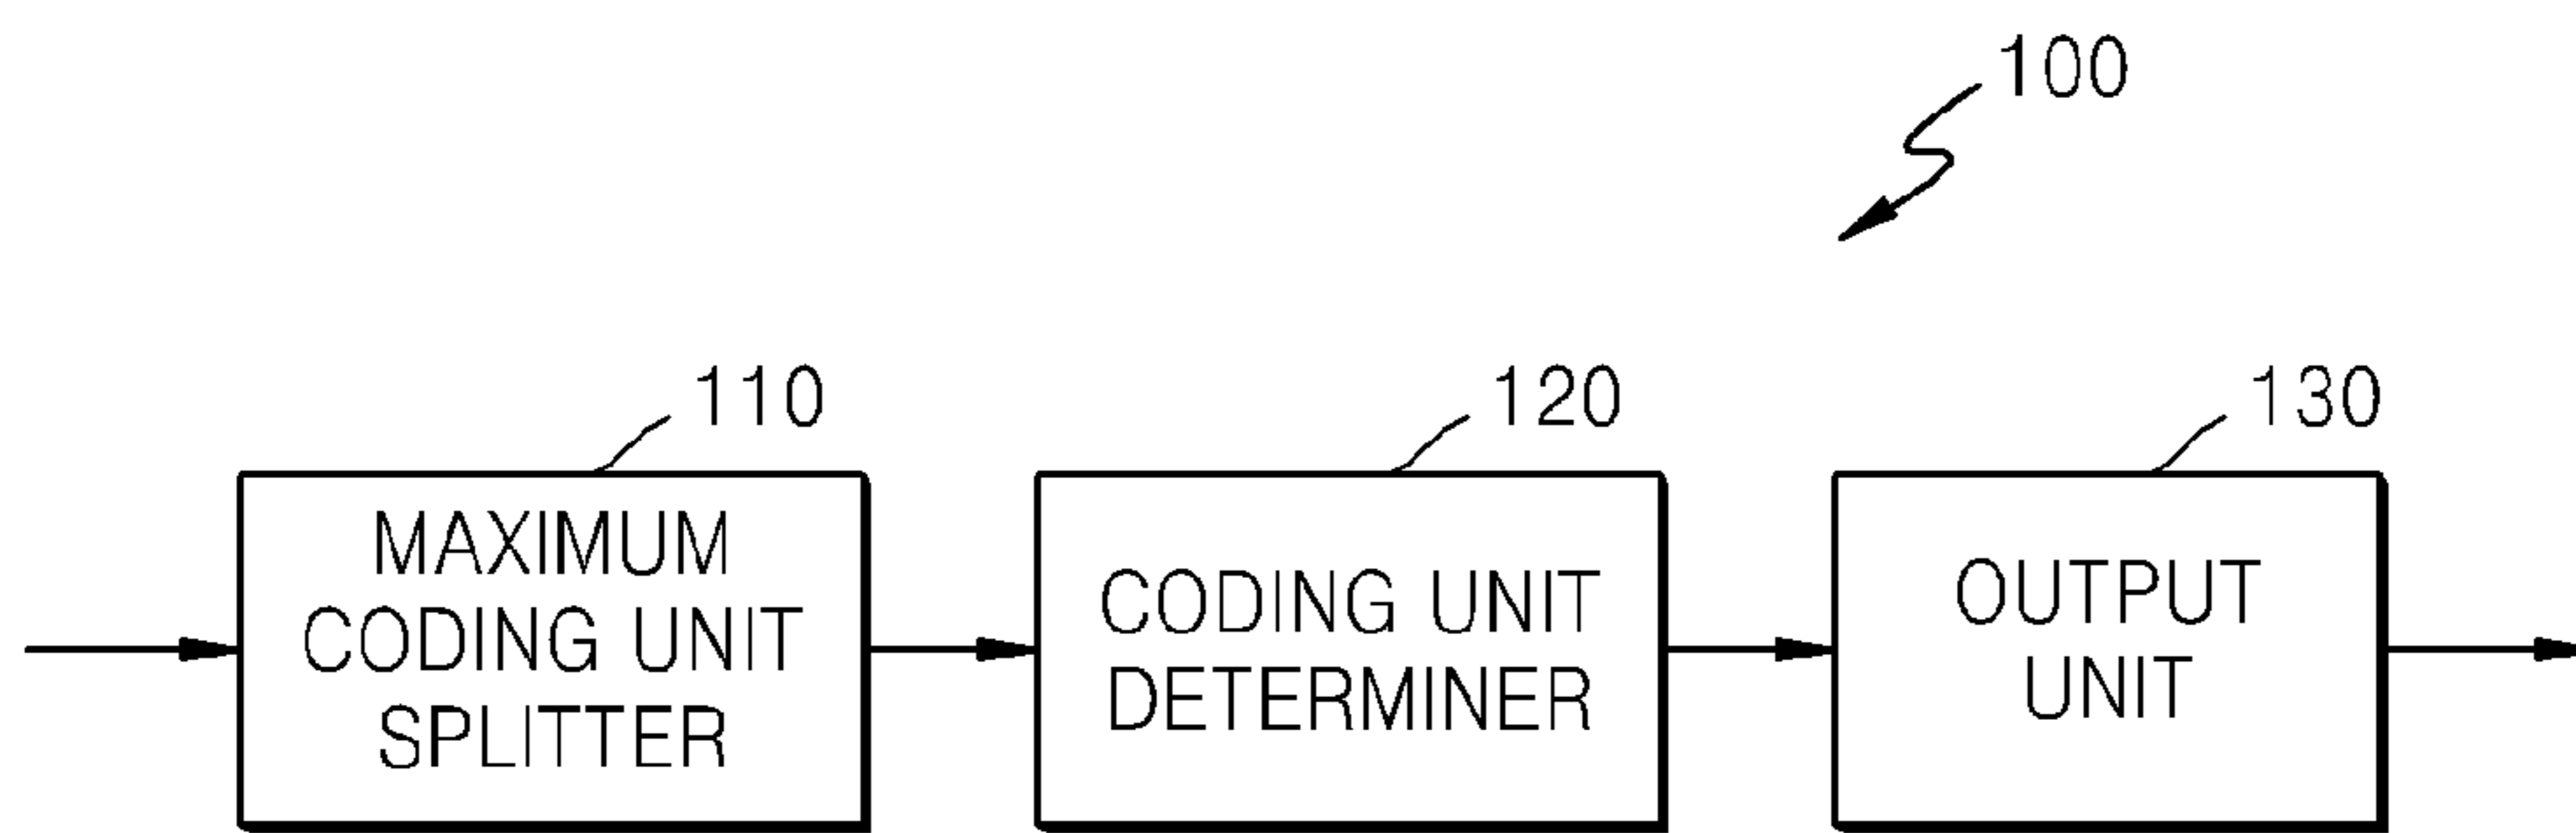 100
110
120
130
MAXIMUM
CODING UNIT
SPLITTER
CODING UNIT
DETERMINER
OUTPUT
UNIT